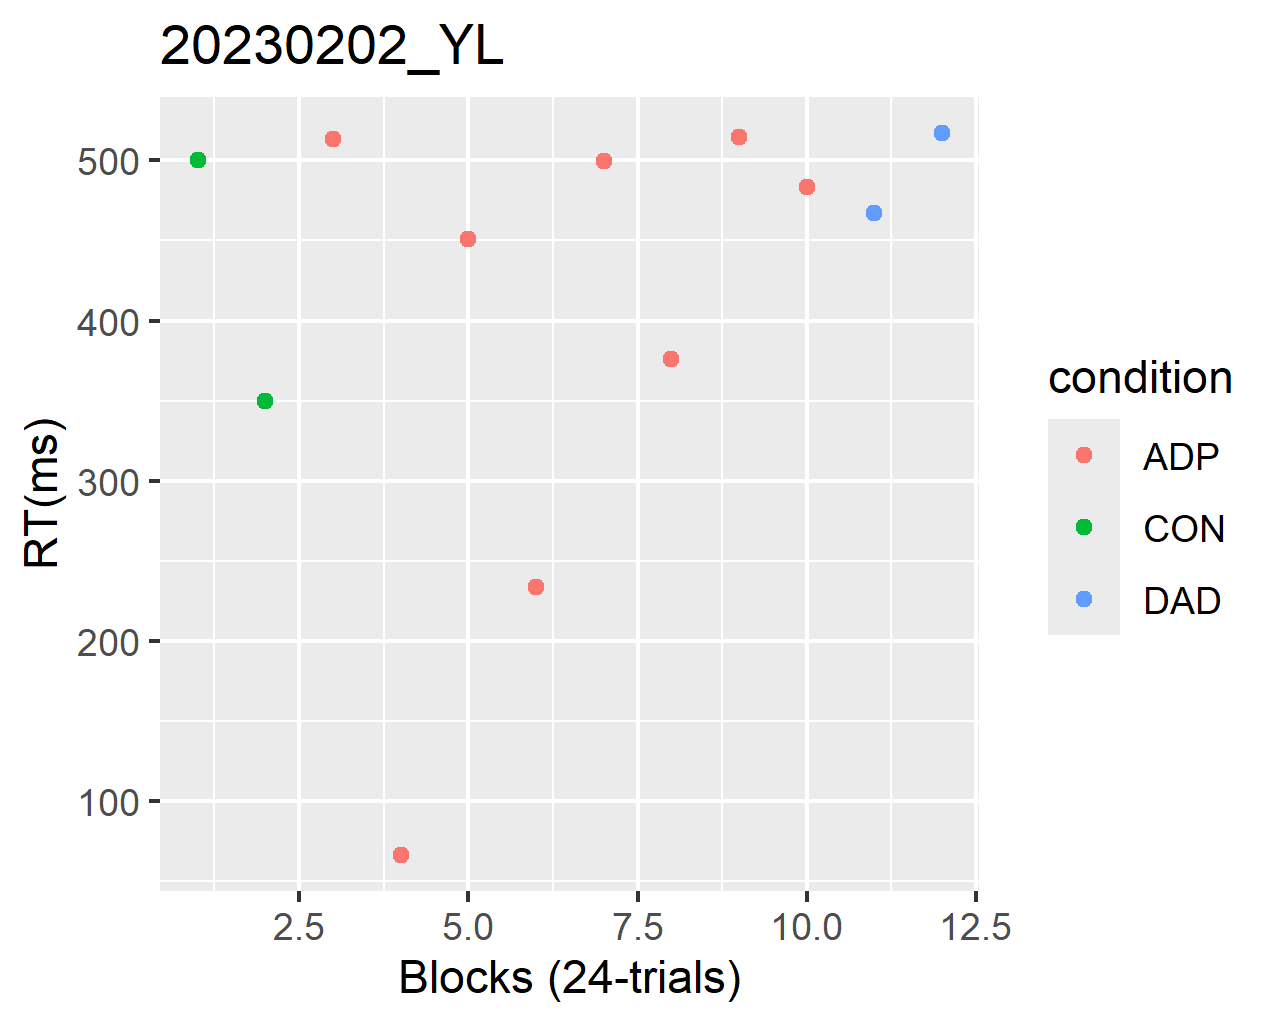 20230202_YL
500
400
300
200
100
RT(ms)
2.5 5.0 7.5 10.0 12.5
Blocks (24-trials)
condition
ADP
CON
DAD